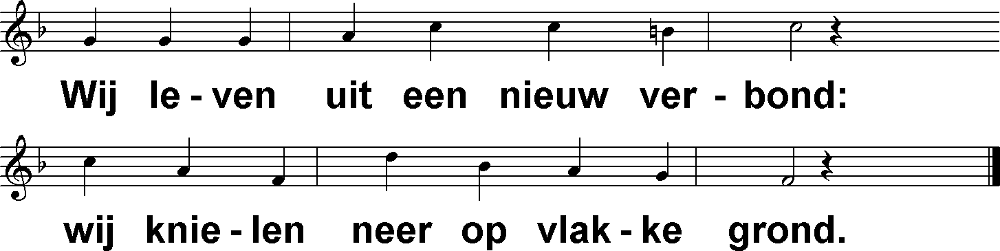 Wij le - ven uit een nieuw ver - bond:
wij knie - len neer op vlak - ke grond.